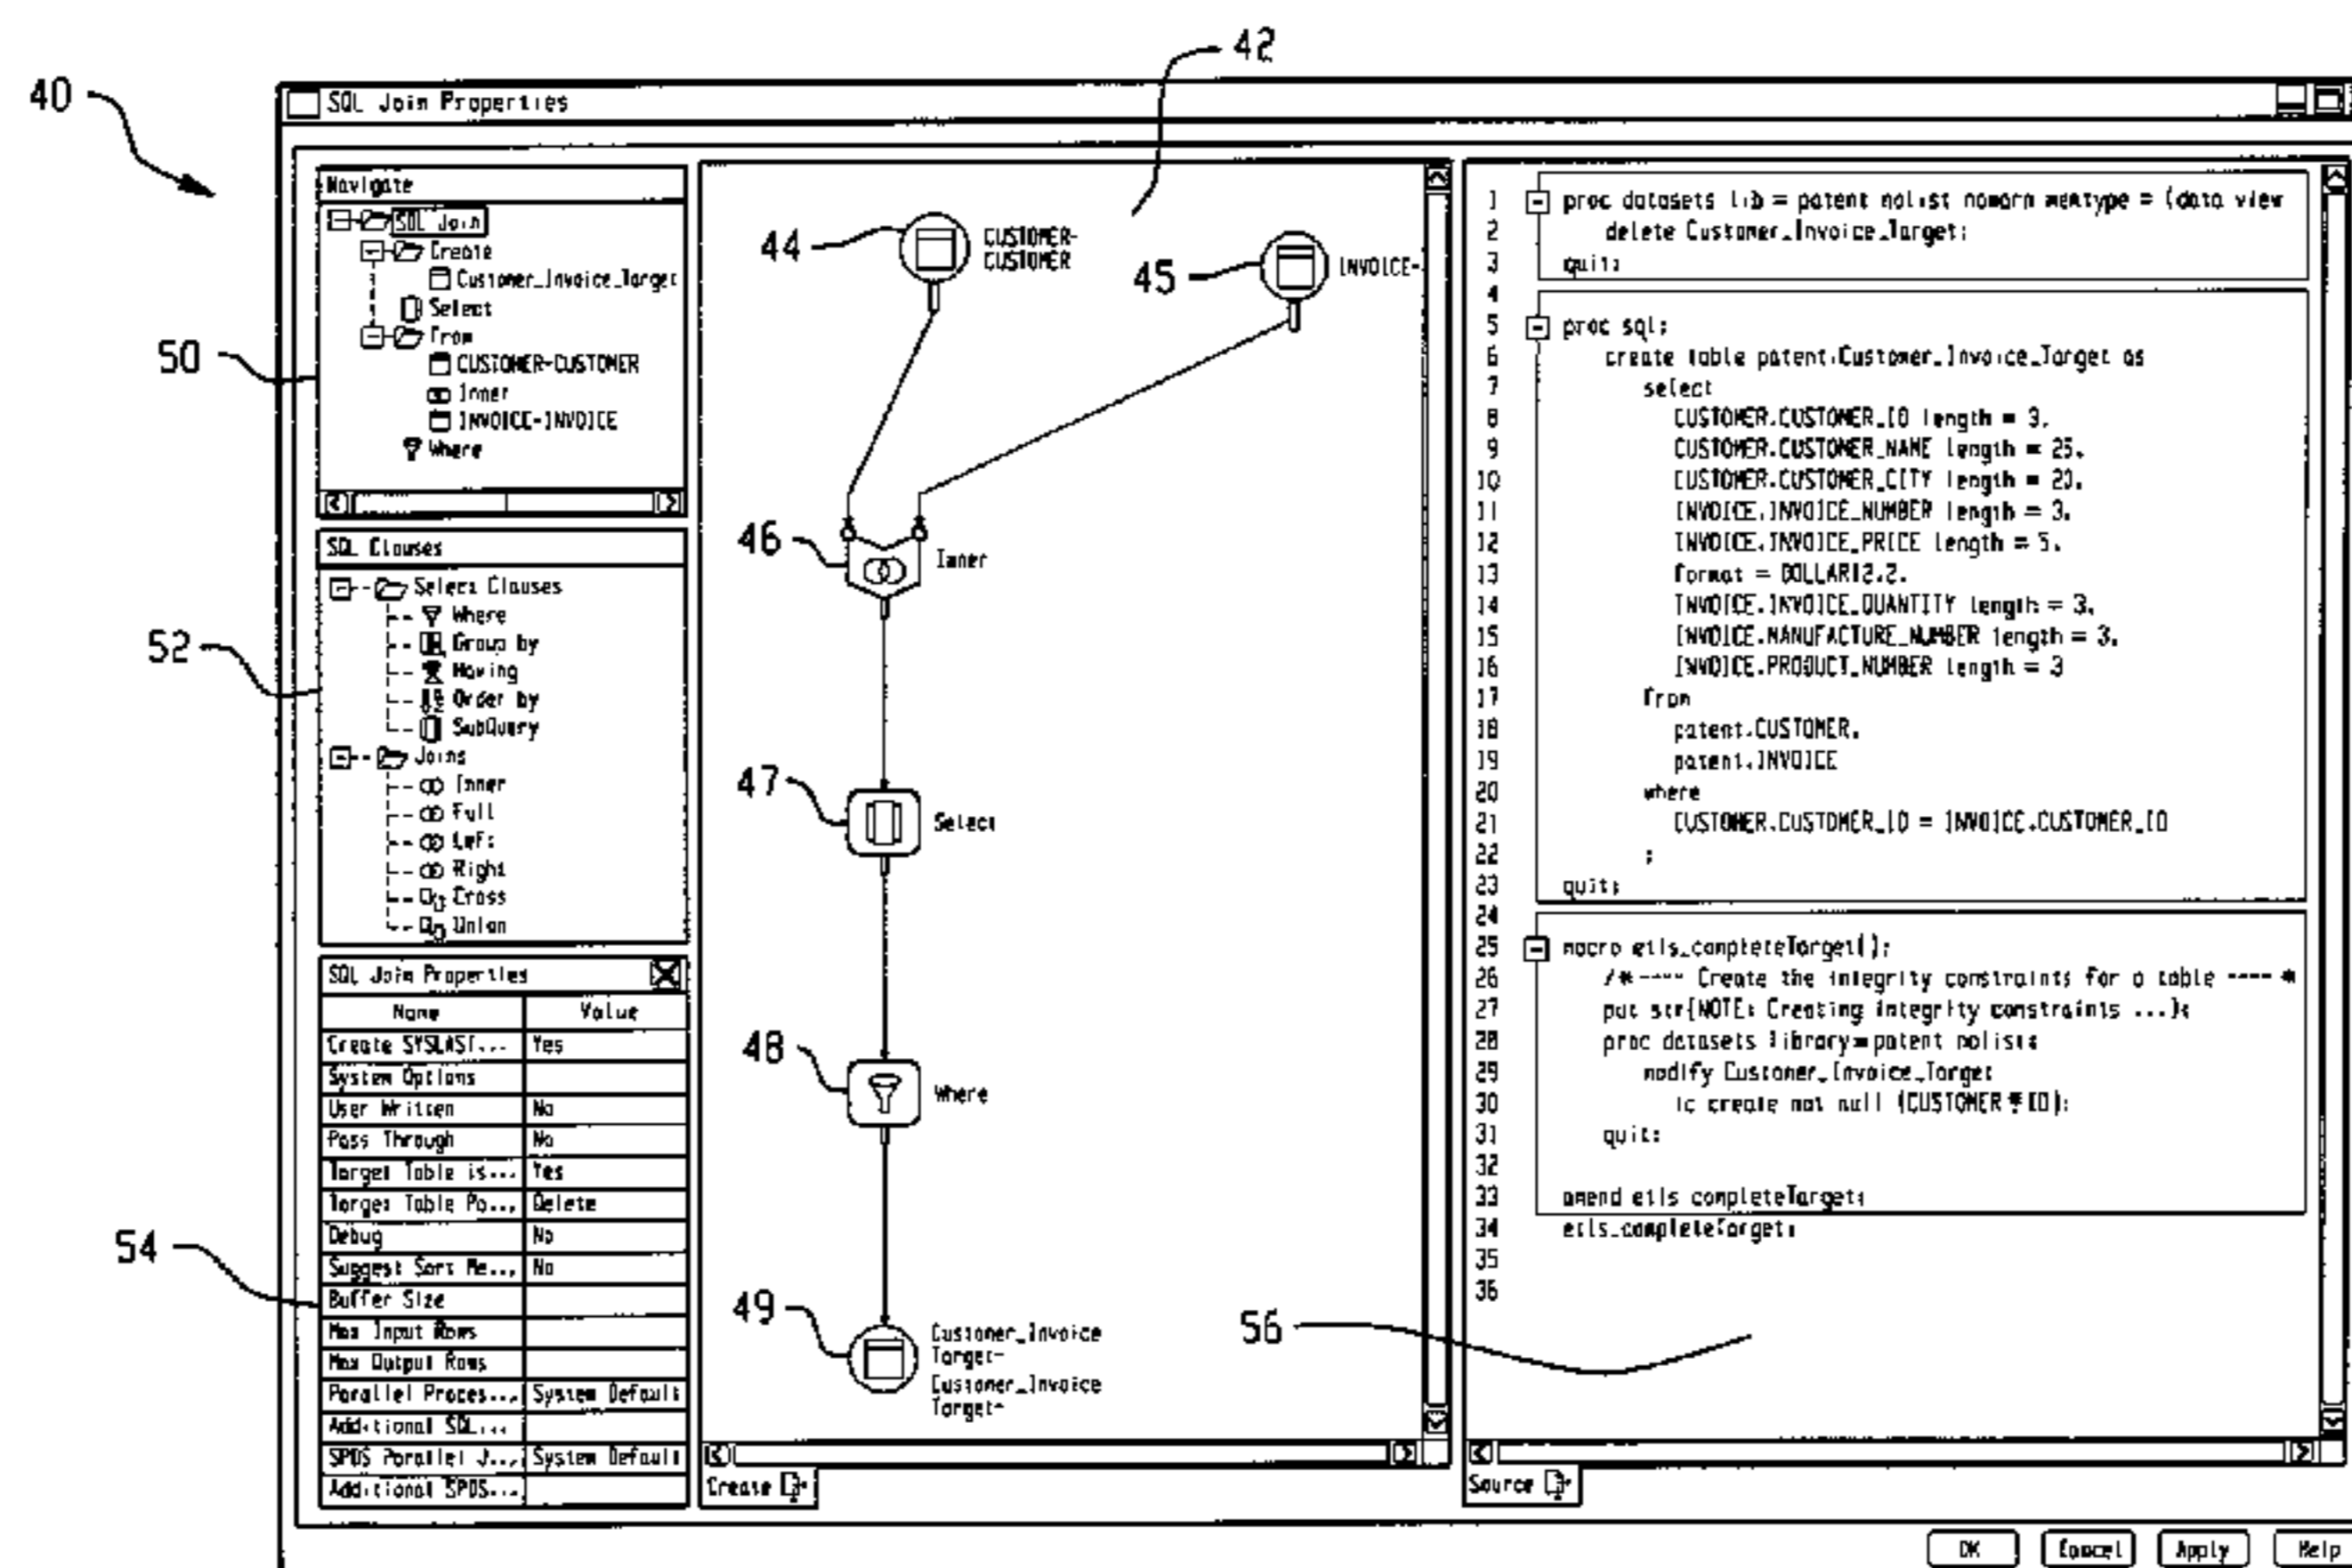 42
40
SQL Join Properties
Navigate
SQL Join
Create
Customer_Invoice_Target
Select
From
CUSTOMER-CUSTOMER
Inner
INVOICE-INVOICE
Where
50
SQL Clauses
Select Clauses
Where
Group by
Having
Order by
SubQuery
Joins
Inner
Full
Left
Right
Cross
Union
52
SQL Join Properties
Name Value
Create SYSLAST... Yes
System Options
User Written No
Pass Through No
Target Table is... Yes
Target Table Po... Delete
Debug No
Suggest Sort Me... No
Buffer Size
Max Input Rows
Max Output Rows
Parallel Proces... System Default
Additional SQL...
SPDS Parallel J... System Default
Additional SPDS...
54
44
CUSTOMER-
CUSTOMER
45
INVOICE-
46
Inner
47
Select
48
Where
49
Customer_Invoice
Target-
Customer_Invoice
Target-
Create
1 proc datasets lib = patent nolist nowarn memtype = (data view
2 delete Customer_Invoice_Target;
3 quit;
4
5 proc sql;
6 create table patent.Customer_Invoice_Target as
7 select
8 CUSTOMER.CUSTOMER_ID length = 3,
9 CUSTOMER.CUSTOMER_NAME length = 25,
10 CUSTOMER.CUSTOMER_CITY length = 20,
11 INVOICE.INVOICE_NUMBER length = 3,
12 INVOICE.INVOICE_PRICE length = 5,
13 format = DOLLAR12.2,
14 INVOICE.INVOICE_QUANTITY length = 3,
15 INVOICE.MANUFACTURE_NUMBER length = 3,
16 INVOICE.PRODUCT_NUMBER length = 3
17 from
18 patent.CUSTOMER,
19 patent.INVOICE
20 where
21 CUSTOMER.CUSTOMER_ID = INVOICE.CUSTOMER_ID
22 ;
23 quit;
24
25 macro etls_completeTarget();
26 /*---- Create the integrity constraints for a table ---- *
27 put str(NOTE: Creating integrity constraints ...);
28 proc datasets library=patent nolist;
29 modify Customer_Invoice_Target
30 ic create not null (CUSTOMER ID);
31 quit;
32
33 amend etls completeTarget;
34 etls_completeTarget;
35
36
56
Source
OK Cancel Apply Help